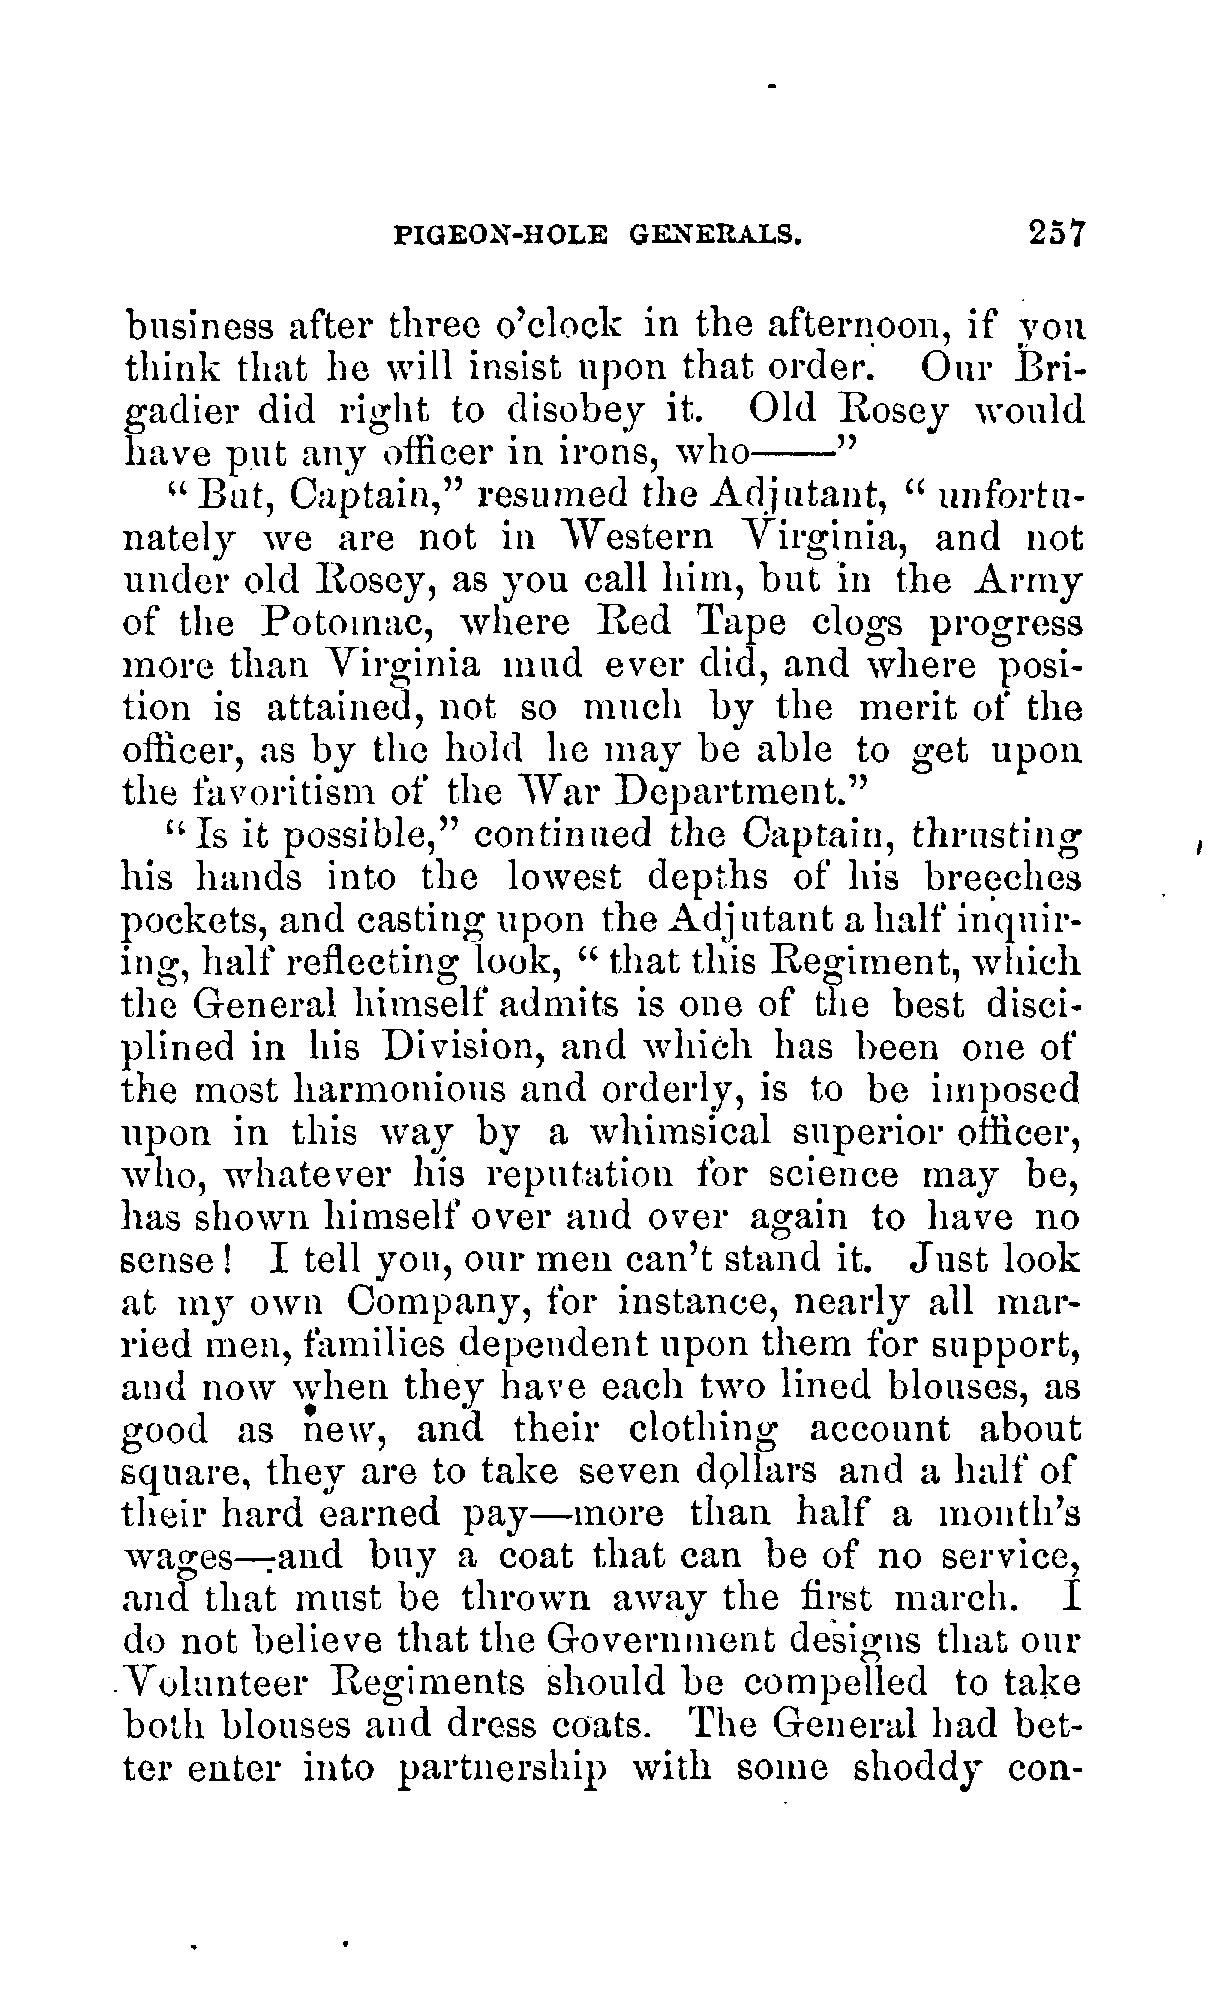 PIGEON-HOLE GENERALS. 257
business after three o'clock in the afternoon, if you
think that he will insist upon that order. Our Bri-
gadier did right to disobey it. Old Rosey would
have put any officer in irons, who——"
"But, Captain," resumed the Adjutant, "unfortu-
nately we are not in Western Virginia, and not
under old Rosey, as you call him, but in the Army
of the Potomac, where Red Tape clogs progress
more than Virginia mud ever did, and where posi-
tion is attained, not so much by the merit of the
officer, as by the hold he may be able to get upon
the favoritism of the War Department."
"Is it possible," continued the Captain, thrusting
his hands into the lowest depths of his breeches
pockets, and casting upon the Adjutant a half inquir-
ing, half reflecting look, "that this Regiment, which
the General himself admits is one of the best disci-
plined in his Division, and which has been one of
the most harmonious and orderly, is to be imposed
upon in this way by a whimsical superior officer,
who, whatever his reputation for science may be,
has shown himself over and over again to have no
sense! I tell you, our men can't stand it. Just look
at my own Company, for instance, nearly all mar-
ried men, families dependent upon them for support,
and now when they have each two lined blouses, as
good as new, and their clothing account about
square, they are to take seven dollars and a half of
their hard earned pay—more than half a month's
wages—and buy a coat that can be of no service,
and that must be thrown away the first march. I
do not believe that the Government designs that our
Volunteer Regiments should be compelled to take
both blouses and dress coats. The General had bet-
ter enter into partnership with some shoddy con-